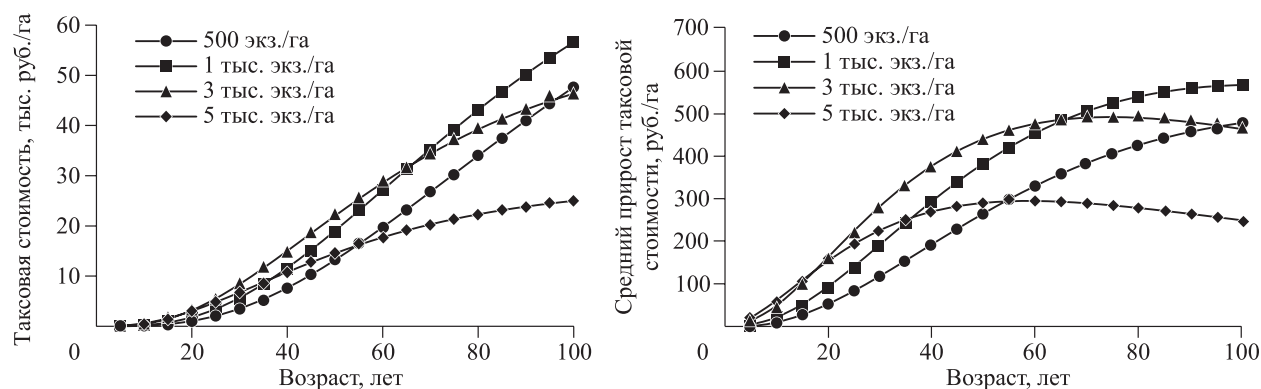 Таксовая стоимость, тыс. руб./га
60
50
40
30
20
10
0
20
40
60
80
100
Возраст, лет
500 экз./га
1 тыс. экз./га
3 тыс. экз./га
5 тыс. экз./га
Средний прирост таксовой
стоимости, руб./га
700
600
500
400
300
200
100
0
20
40
60
80
100
Возраст, лет
500 экз./га
1 тыс. экз./га
3 тыс. экз./га
5 тыс. экз./га